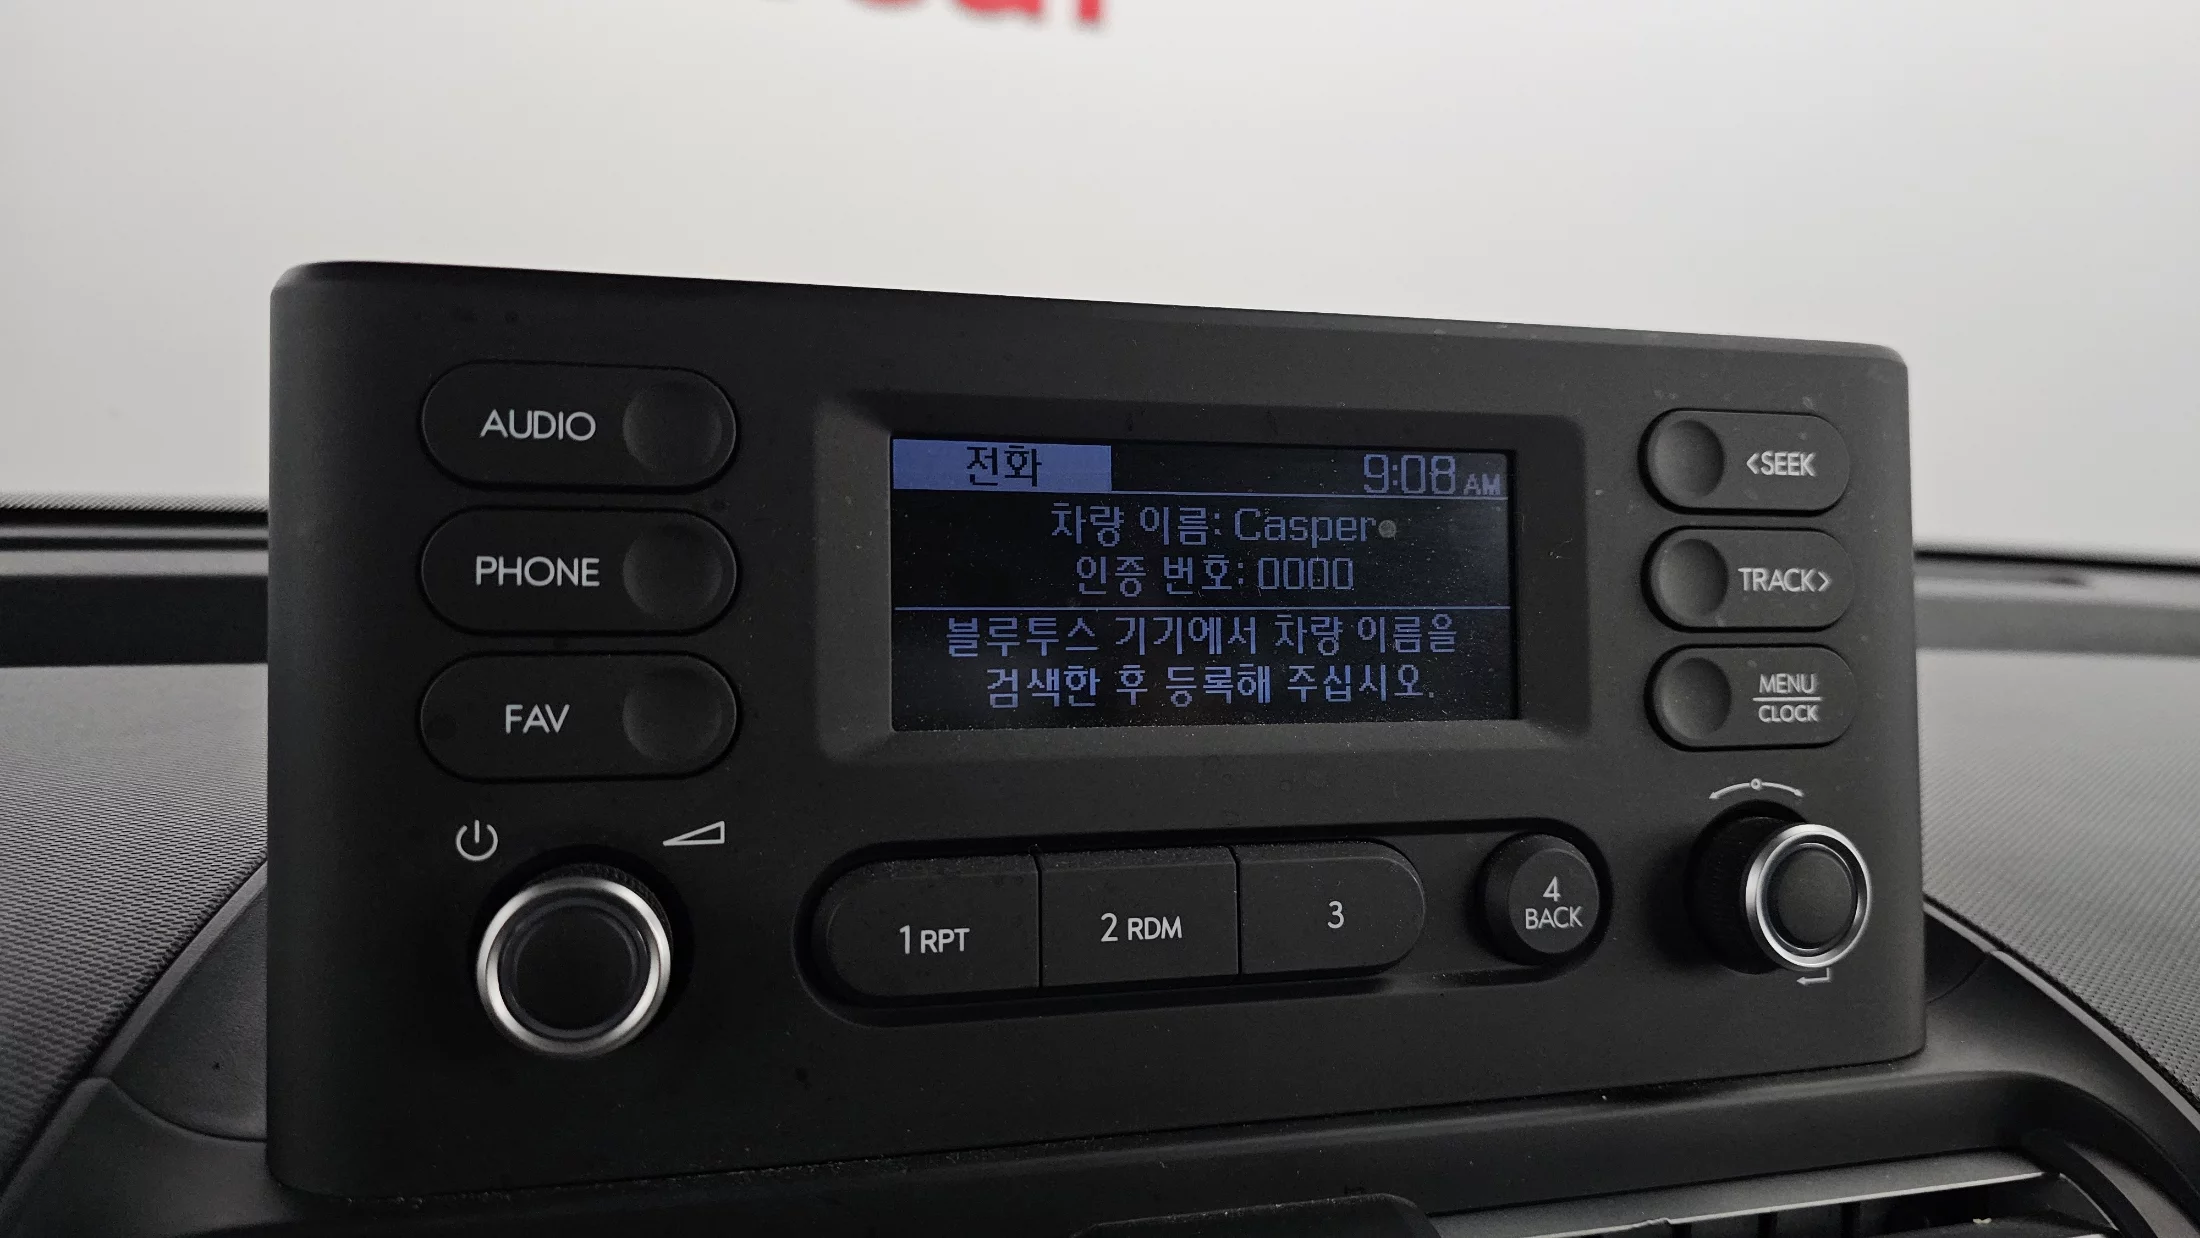 AUDIO
PHONE
FAV
전화
9:08 AM
차량 이름: Casper
인증 번호: 0000
블루투스 기기에서 차량 이름을
검색한 후 등록해 주십시오.
<SEEK
TRACK>
MENU
CLOCK
1 RPT
2 RDM
3
4
BACK